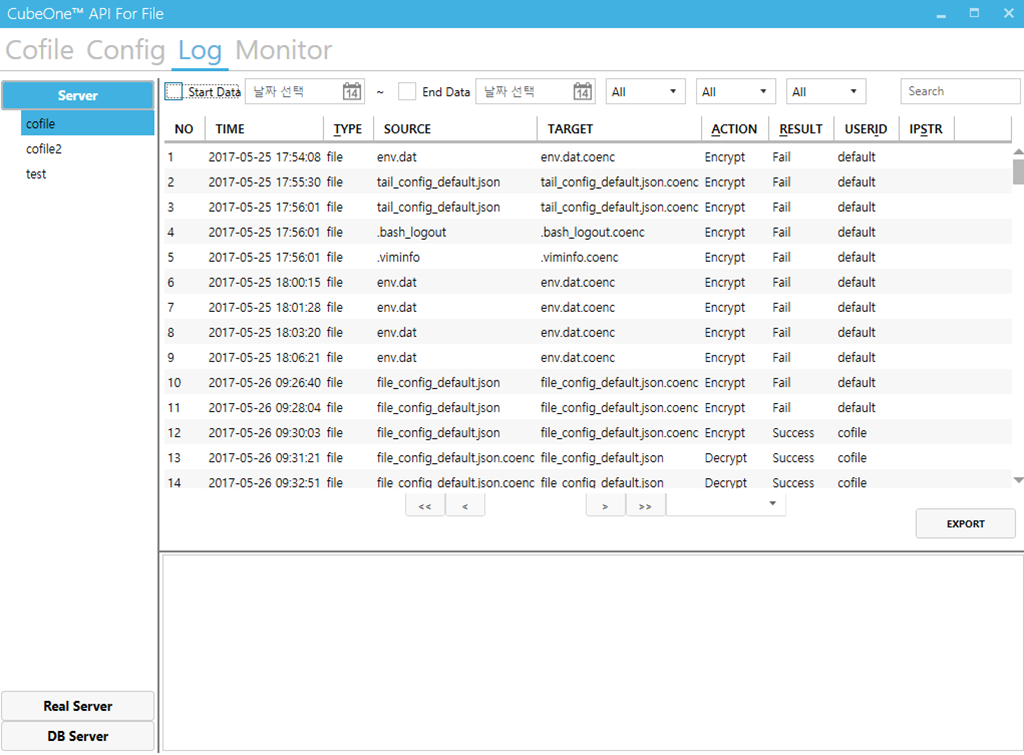 CubeOne™ API For File
Cofile Config Log Monitor
Server
cofile
cofile2
test
Real Server
DB Server
Start Data 날짜 선택 14 ~ End Data 날짜 선택 14 All All All Search
NO TIME TYPE SOURCE TARGET ACTION RESULT USERID IPSTR
1 2017-05-25 17:54:08 file env.dat env.dat.coenc Encrypt Fail default
2 2017-05-25 17:55:30 file tail_config_default.json tail_config_default.json.coenc Encrypt Fail default
3 2017-05-25 17:56:01 file tail_config_default.json tail_config_default.json.coenc Encrypt Fail default
4 2017-05-25 17:56:01 file .bash_logout .bash_logout.coenc Encrypt Fail default
5 2017-05-25 17:56:01 file .viminfo .viminfo.coenc Encrypt Fail default
6 2017-05-25 18:00:15 file env.dat env.dat.coenc Encrypt Fail default
7 2017-05-25 18:01:28 file env.dat env.dat.coenc Encrypt Fail default
8 2017-05-25 18:03:20 file env.dat env.dat.coenc Encrypt Fail default
9 2017-05-25 18:06:21 file env.dat env.dat.coenc Encrypt Fail default
10 2017-05-26 09:26:40 file file_config_default.json file_config_default.json.coenc Encrypt Fail default
11 2017-05-26 09:28:04 file file_config_default.json file_config_default.json.coenc Encrypt Fail default
12 2017-05-26 09:30:03 file file_config_default.json file_config_default.json.coenc Encrypt Success cofile
13 2017-05-26 09:31:21 file file_config_default.json.coenc file_config_default.json Decrypt Success cofile
14 2017-05-26 09:32:51 file file_config_default.json.coenc file_config_default.json Decrypt Success cofile
<< < > >>
EXPORT